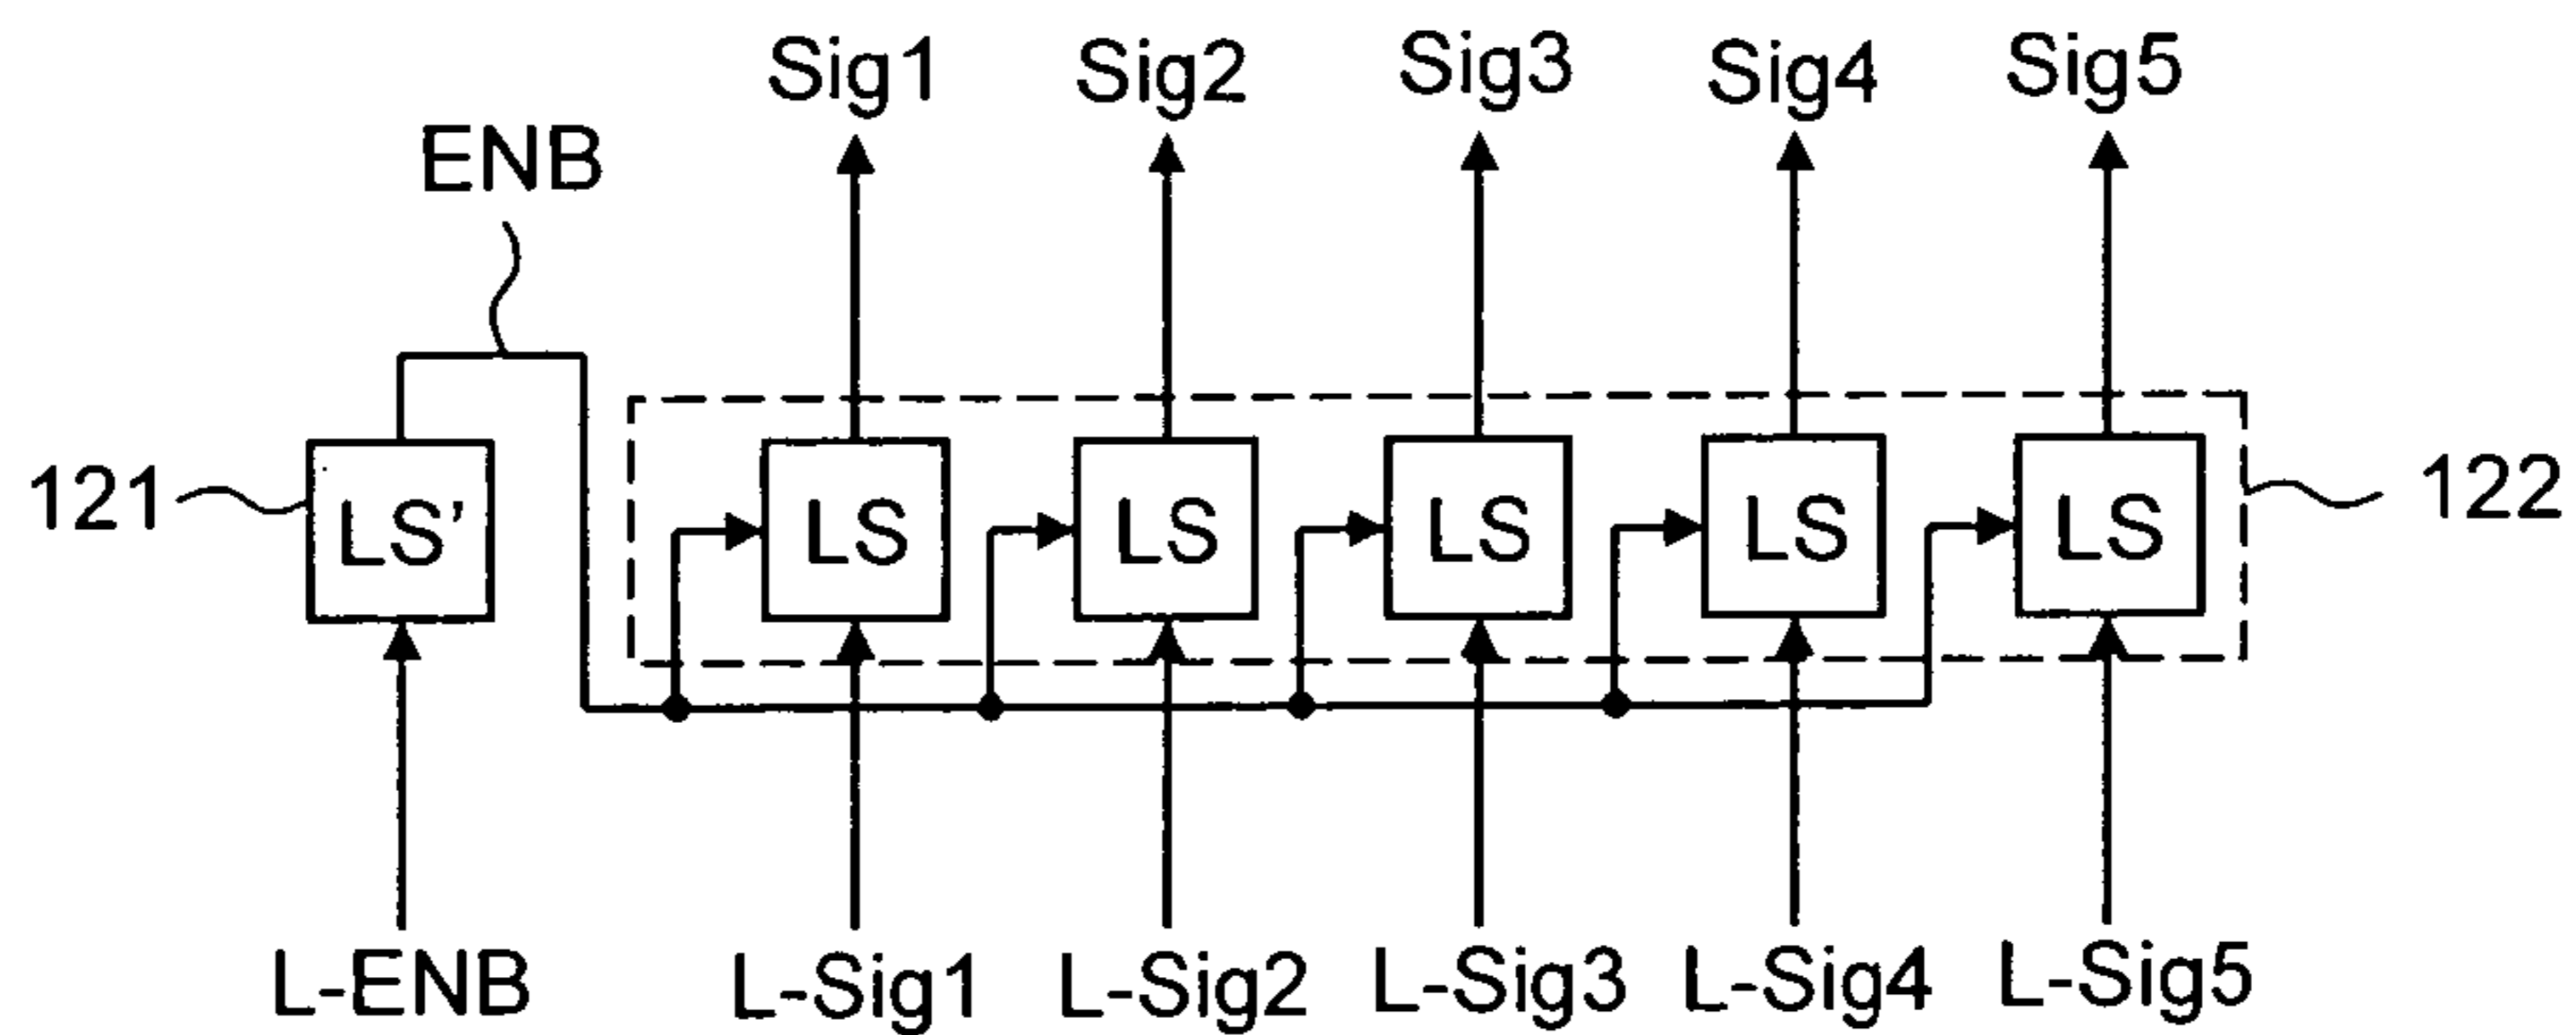 Sig1 Sig2 Sig3 Sig4 Sig5
ENB
121 LS' LS LS LS LS LS 122
L-ENB L-Sig1 L-Sig2 L-Sig3 L-Sig4 L-Sig5